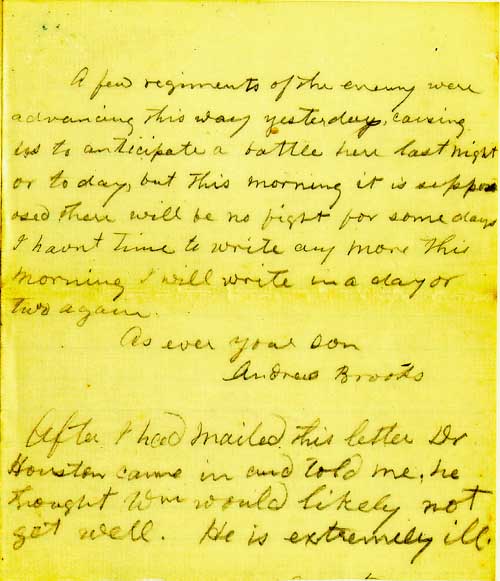 A few regiments of the enemy were
advancing this way yesterday, causing
us to anticipate a battle here last night
or today, but this morning it is suppos
osed there will be no fight for some days
I havnt time to write any more this
morning I will write in a day or
two again.
As ever your son
Andrew Brooks
After I had mailed this letter Dr
Houston came in and told me, he
thought Wm would likely not
get well. He is extremely ill.